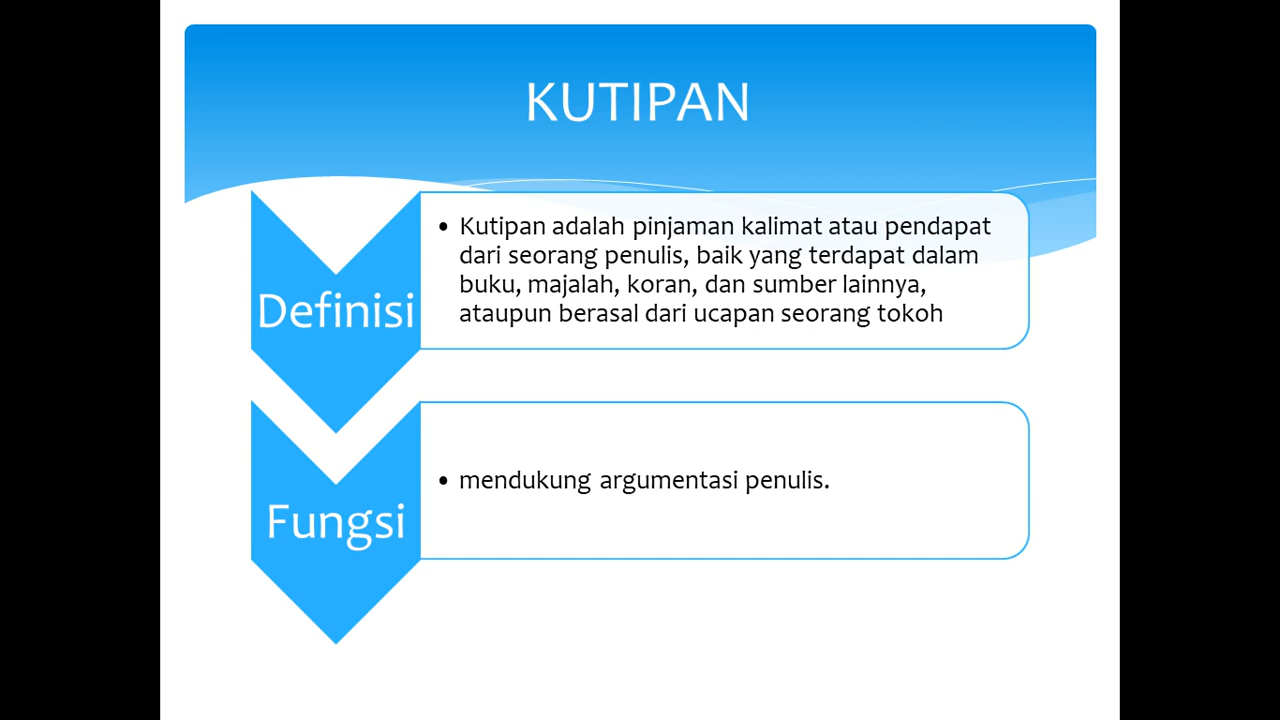 KUTIPAN
Definisi
• Kutipan adalah pinjaman kalimat atau pendapat
dari seorang penulis, baik yang terdapat dalam
buku, majalah, koran, dan sumber lainnya,
ataupun berasal dari ucapan seorang tokoh
Fungsi
• mendukung argumentasi penulis.